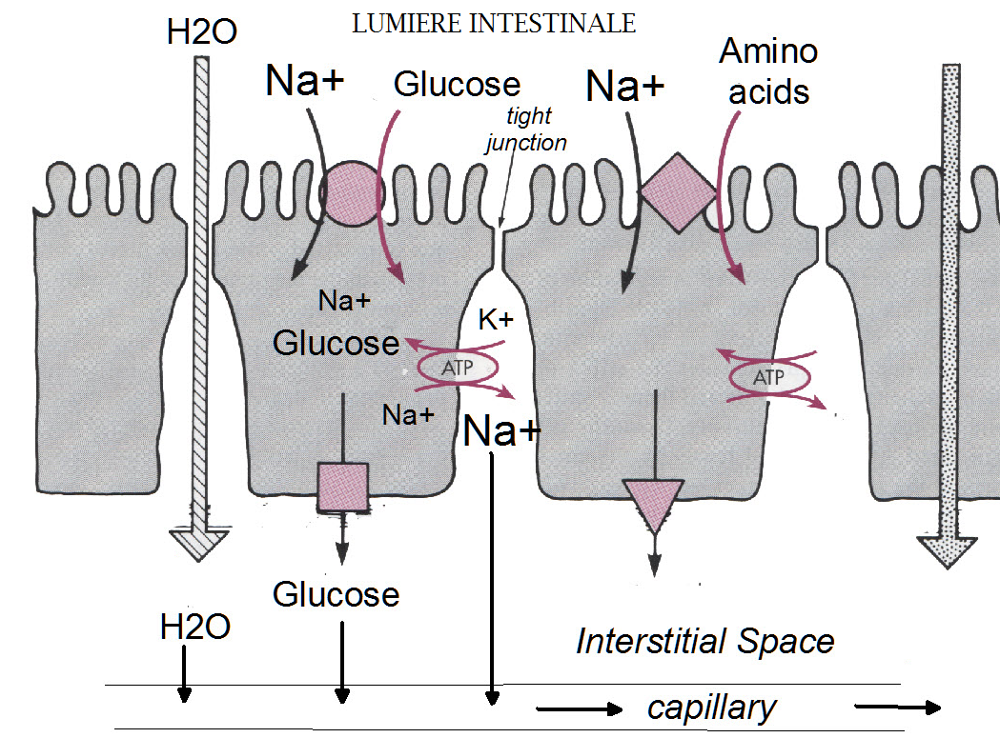 LUMIERE INTESTINALE
H2O
Na+
Glucose
Na+
Amino
acids
tight
junction
Na+
Glucose
K+
ATP
Na+
Na+
ATP
Glucose
H2O
Interstitial Space
capillary